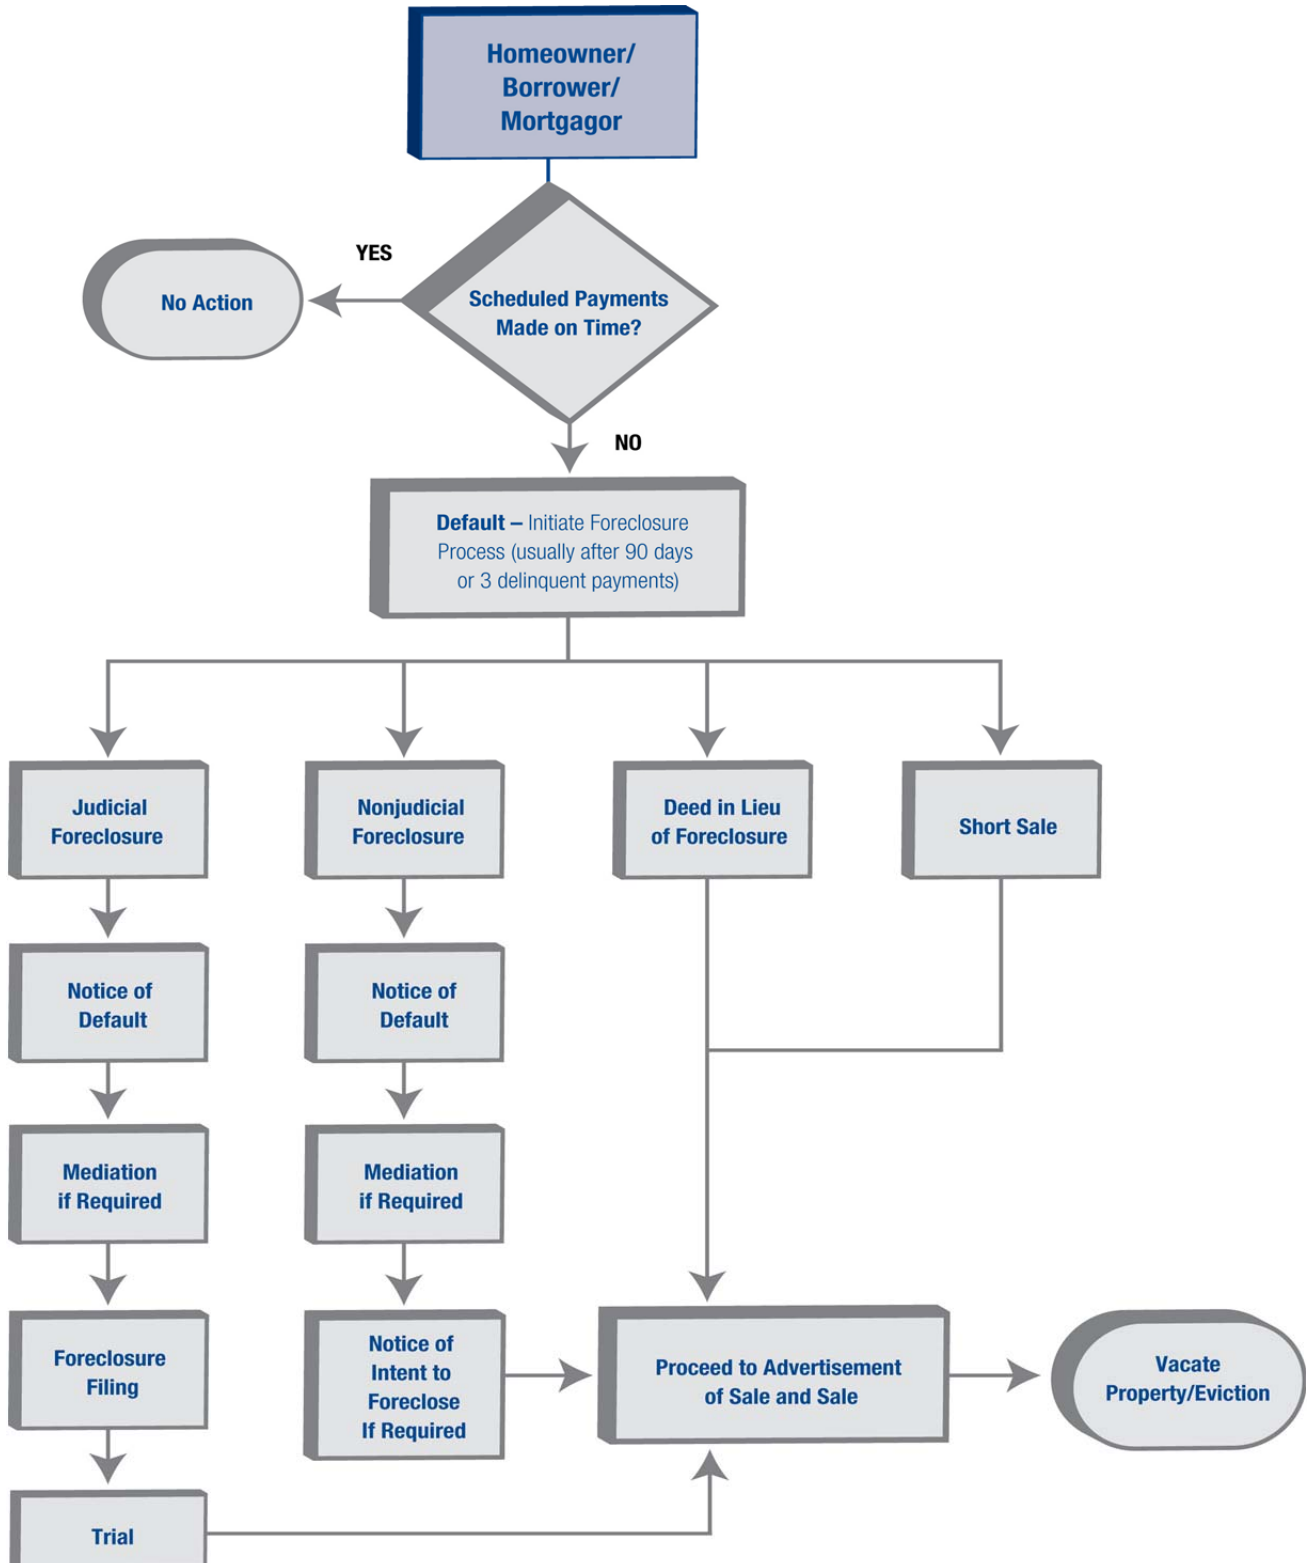 Homeowner/
Borrower/
Mortgagor
YES
No Action
Scheduled Payments
Made on Time?
NO
Default – Initiate Foreclosure
Process (usually after 90 days
or 3 delinquent payments)
Judicial
Foreclosure
Nonjudicial
Foreclosure
Deed in Lieu
of Foreclosure
Short Sale
Notice of
Default
Notice of
Default
Mediation
if Required
Mediation
if Required
Foreclosure
Filing
Notice of
Intent to
Foreclose
If Required
Proceed to Advertisement
of Sale and Sale
Vacate
Property/Eviction
Trial